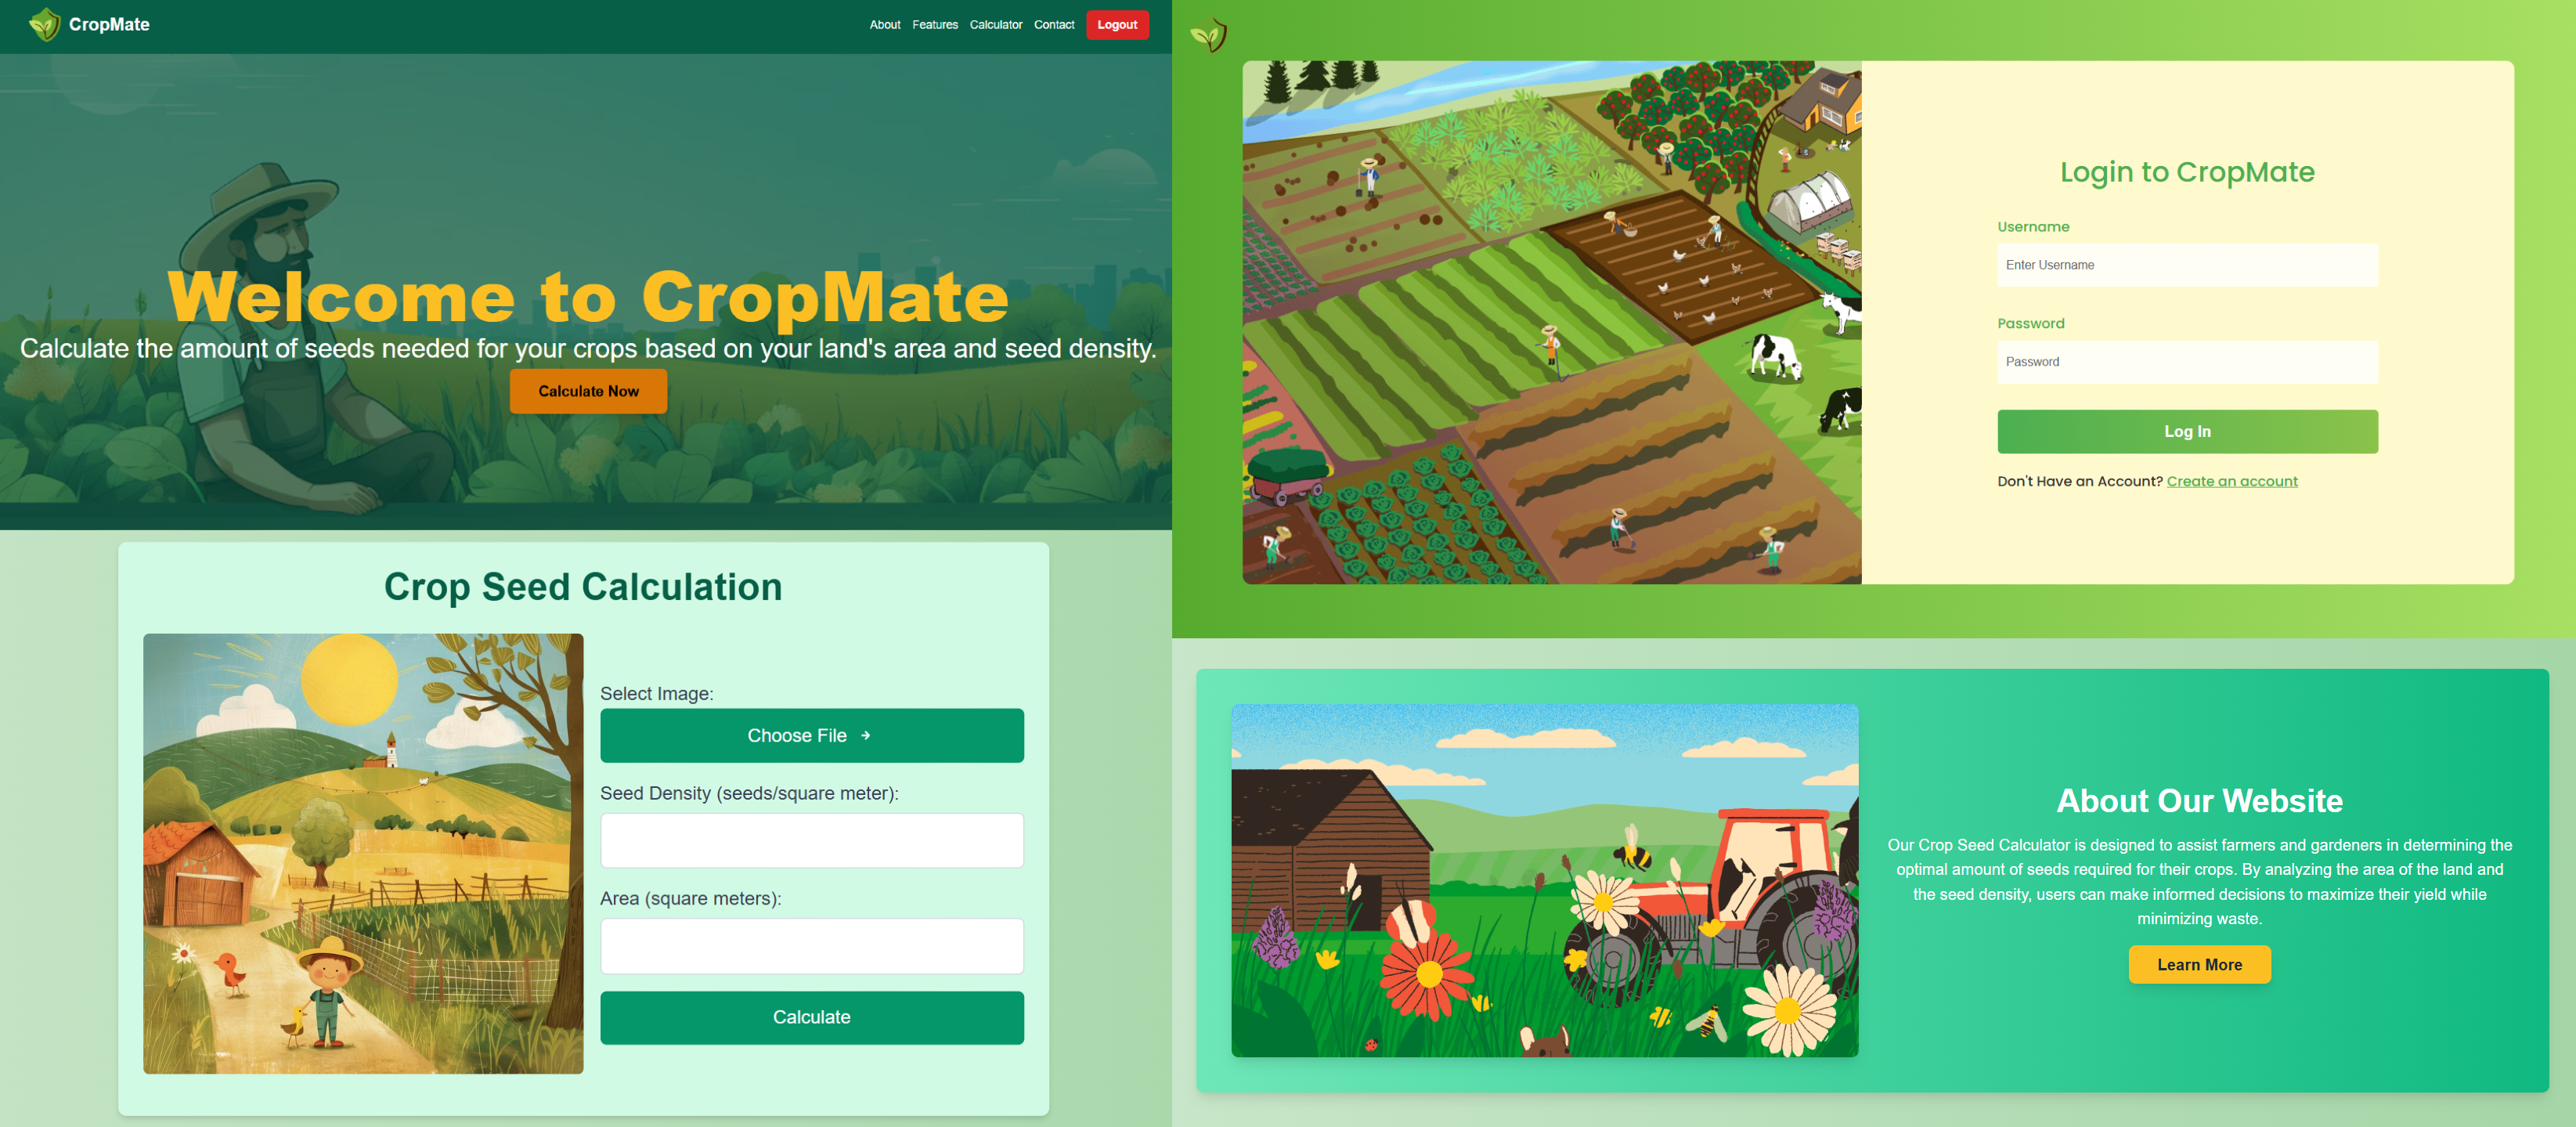 CropMate
About Features Calculator Contact Logout
Welcome to CropMate
Calculate the amount of seeds needed for your crops based on your land's area and seed density.
Calculate Now
Crop Seed Calculation
Select Image:
Choose File →
Seed Density (seeds/square meter):
Area (square meters):
Calculate
Login to CropMate
Username
Enter Username
Password
Password
Log In
Don't Have an Account? Create an account
About Our Website
Our Crop Seed Calculator is designed to assist farmers and gardeners in determining the
optimal amount of seeds required for their crops. By analyzing the area of the land and
the seed density, users can make informed decisions to maximize their yield while
minimizing waste.
Learn More